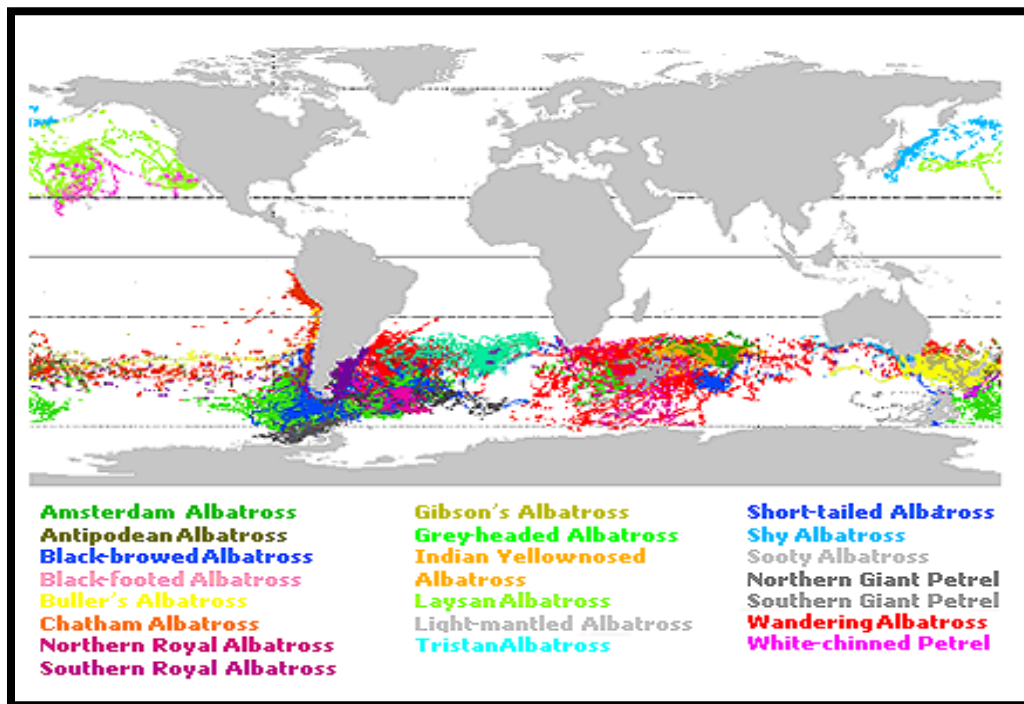 Amsterdam Albatross
Antipodean Albatross
Black-browed Albatross
Black-footed Albatross
Buller's Albatross
Chatham Albatross
Northern Royal Albatross
Southern Royal Albatross
Gibson's Albatross
Grey-headed Albatross
Indian Yellow-nosed
Albatross
Laysan Albatross
Light-mantled Albatross
Tristan Albatross
Short-tailed Albatross
Shy Albatross
Sooty Albatross
Northern Giant Petrel
Southern Giant Petrel
Wandering Albatross
White-chinned Petrel